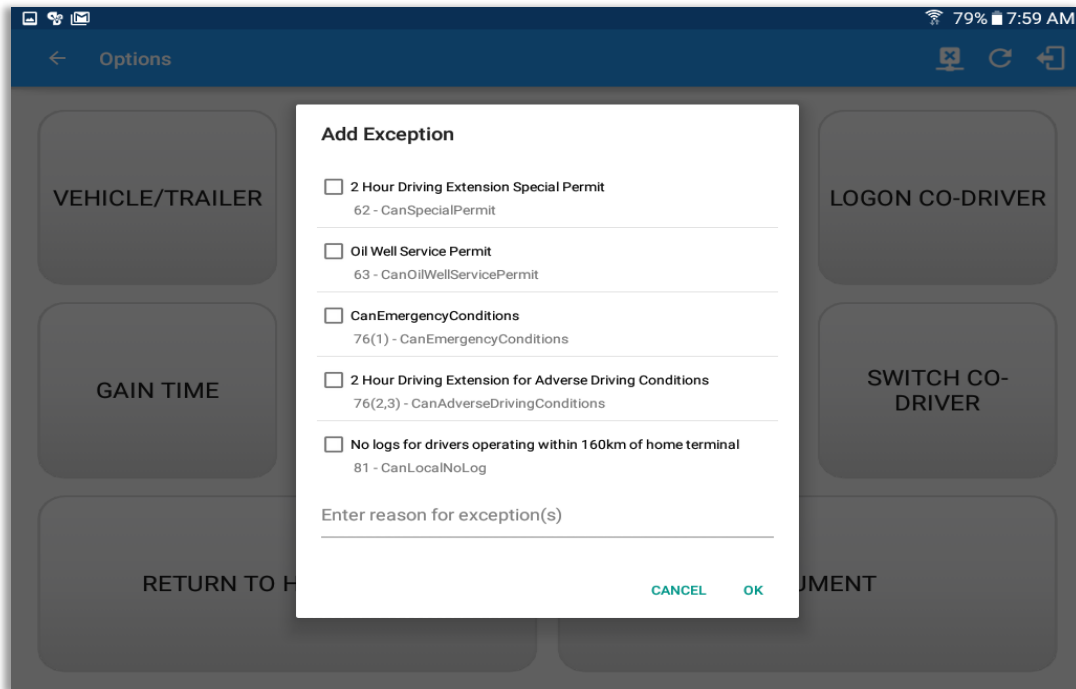 79% 7:59 AM
Options
Add Exception
VEHICLE/TRAILER
LOGON CO-DRIVER
2 Hour Driving Extension Special Permit
62 - CanSpecialPermit
Oil Well Service Permit
63 - CanOilWellServicePermit
CanEmergencyConditions
76(1) - CanEmergencyConditions
GAIN TIME
SWITCH CO-
DRIVER
2 Hour Driving Extension for Adverse Driving Conditions
76(2,3) - CanAdverseDrivingConditions
No logs for drivers operating within 160km of home terminal
81 - CanLocalNoLog
Enter reason for exception(s)
RETURN TO H
UMENT
CANCEL OK